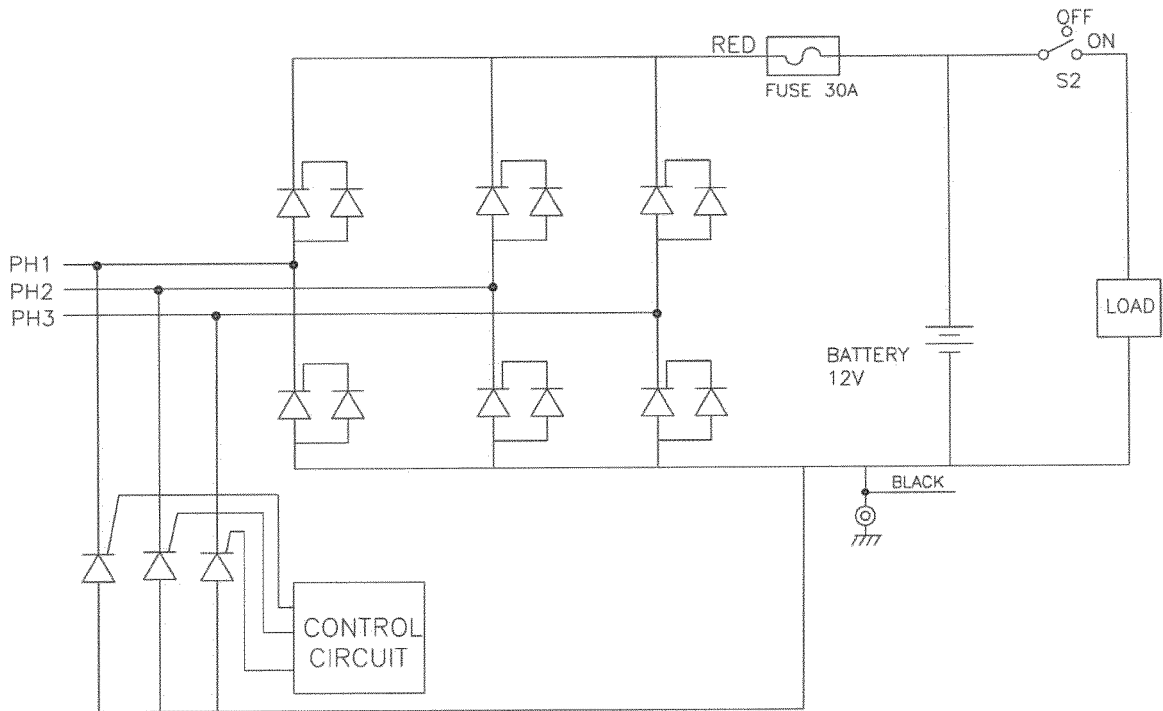 OFF
RED
ON
FUSE 30A
S2
PH1
PH2
PH3
LOAD
BATTERY
12V
BLACK
CONTROL
CIRCUIT